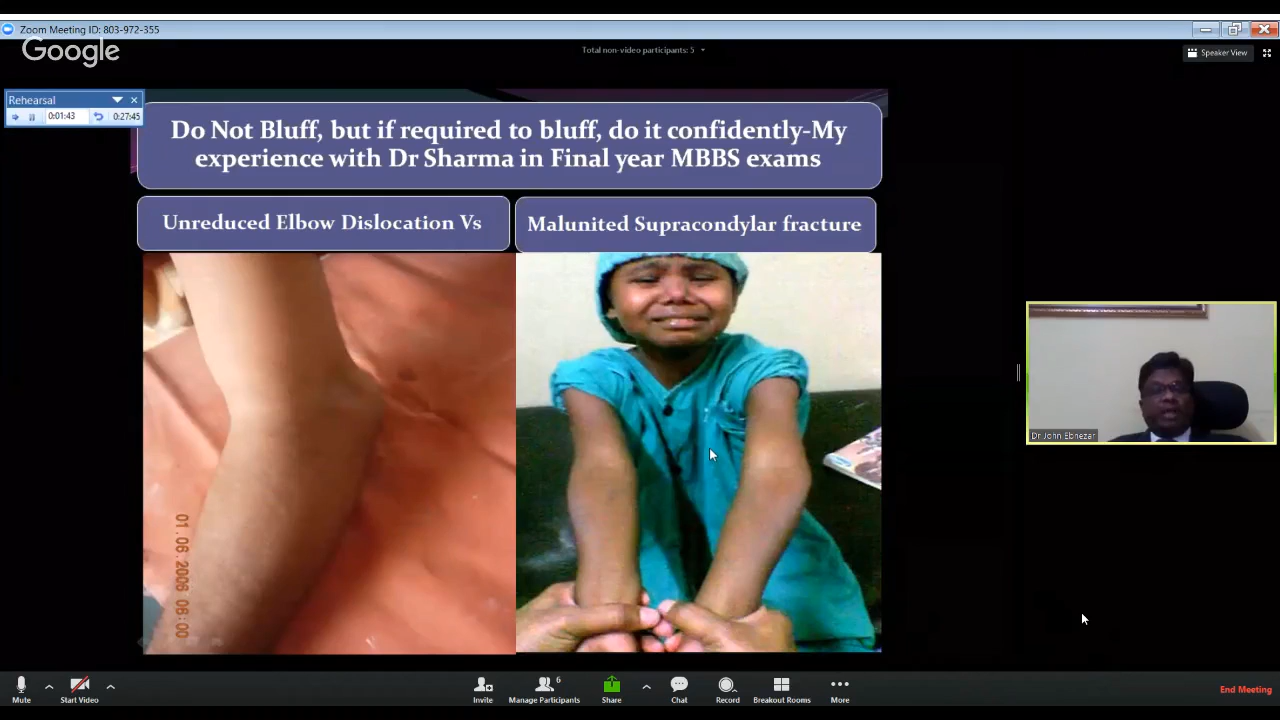 Zoom Meeting ID: 803-972-355
Google
Total non-video participants: 5
Speaker View
Rehearsal
0:01:43
0:27:45
Do Not Bluff, but if required to bluff, do it confidently-My
experience with Dr Sharma in Final year MBBS exams
Unreduced Elbow Dislocation Vs
Malunited Supracondylar fracture
01.06.2006 06:00
Dr John Ebnezar
Mute
Start Video
Invite
6
Manage Participants
Share
Chat
Record
Breakout Rooms
More
End Meeting